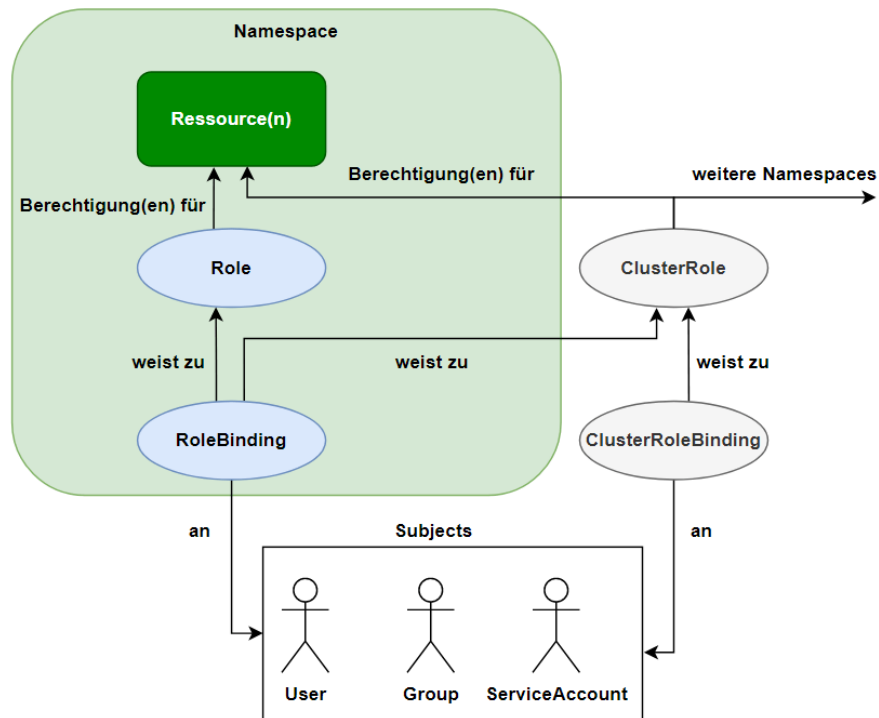 Namespace
Ressource(n)
Berechtigung(en) für
weitere Namespaces
Berechtigung(en) für
Role
ClusterRole
weist zu
weist zu
weist zu
RoleBinding
ClusterRoleBinding
an
Subjects
an
User
Group
ServiceAccount